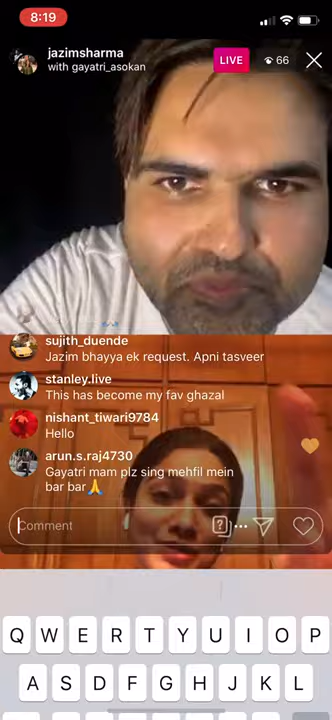 8:19
jazimsharma
with gayatri_asokan
LIVE
66
sujith_duende
Jazim bhayya ek request. Apni tasveer
stanley.live
This has become my fav ghazal
nishant_tiwari9784
Hello
arun.s.raj4730
Gayatri mam plz sing mehfil mein
bar bar🙏
Comment
Q W E R T Y U I O P
A S D F G H J K L